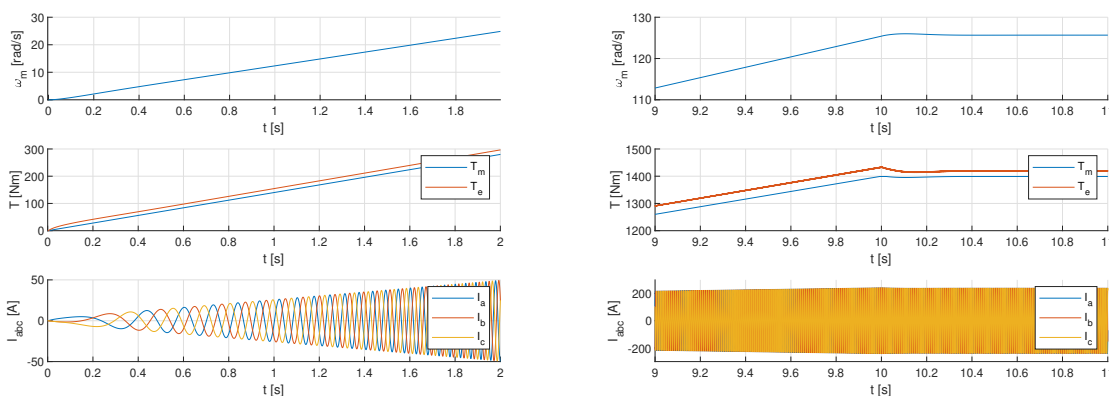 30
20
10
0
ω_m [rad/s]
0 0.2 0.4 0.6 0.8 1 1.2 1.4 1.6 1.8 2
t [s]
300
200
100
0
T [Nm]
T_m
T_e
0 0.2 0.4 0.6 0.8 1 1.2 1.4 1.6 1.8 2
t [s]
50
0
-50
I_abc [A]
I_a
I_b
I_c
0 0.2 0.4 0.6 0.8 1 1.2 1.4 1.6 1.8 2
t [s]
130
120
110
ω_m [rad/s]
9 9.2 9.4 9.6 9.8 10 10.2 10.4 10.6 10.8 11
t [s]
1500
1400
1300
1200
T [Nm]
T_m
T_e
9 9.2 9.4 9.6 9.8 10 10.2 10.4 10.6 10.8 11
t [s]
200
0
-200
I_abc [A]
I_a
I_b
I_c
9 9.2 9.4 9.6 9.8 10 10.2 10.4 10.6 10.8 11
t [s]